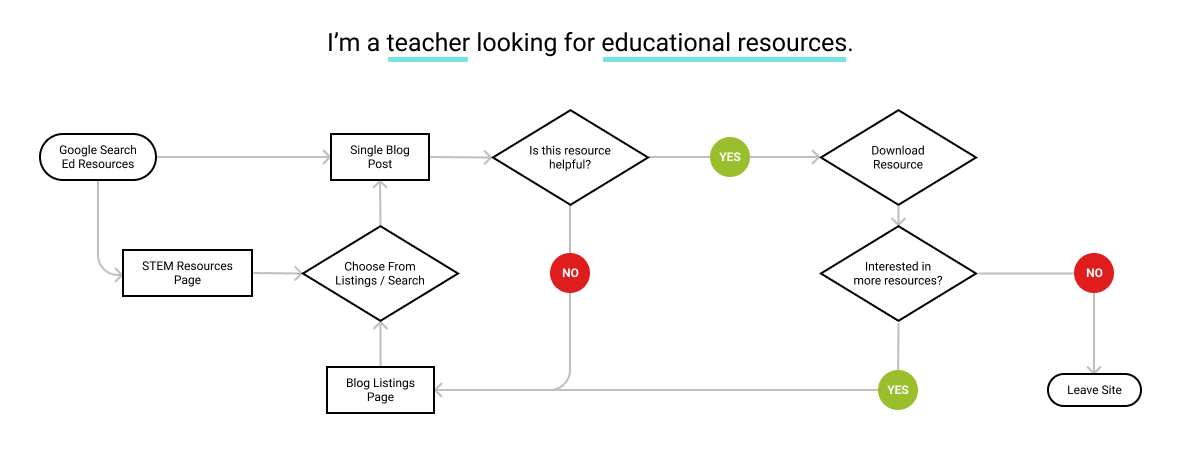 I’m a teacher looking for educational resources.
Google Search
Ed Resources
Single Blog
Post
Is this resource
helpful?
YES
Download
Resource
STEM Resources
Page
Choose From
Listings / Search
NO
Interested in
more resources?
NO
Blog Listings
Page
YES
Leave Site